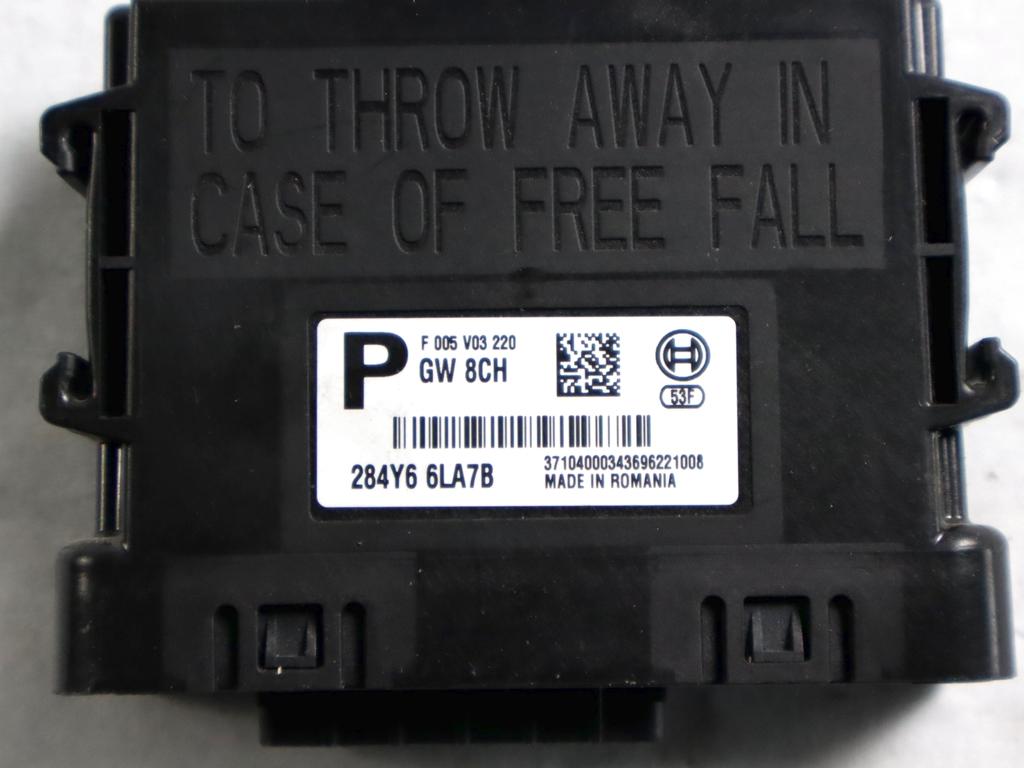 TO THROW AWAY IN
CASE OF FREE FALL
P
F 005 V03 220
GW 8CH
53F
284Y6 6LA7B
37104000343696221008
MADE IN ROMANIA